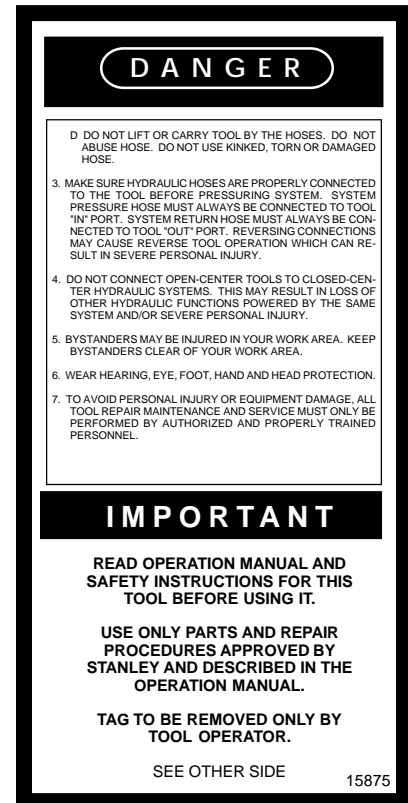 DANGER
D DO NOT LIFT OR CARRY TOOL BY THE HOSES. DO NOT
ABUSE HOSE. DO NOT USE KINKED, TORN OR DAMAGED
HOSE.
3. MAKE SURE HYDRAULIC HOSES ARE PROPERLY CONNECTED
TO THE TOOL BEFORE PRESSURING SYSTEM. SYSTEM
PRESSURE HOSE MUST ALWAYS BE CONNECTED TO TOOL
"IN" PORT. SYSTEM RETURN HOSE MUST ALWAYS BE CON-
NECTED TO TOOL "OUT" PORT. REVERSING CONNECTIONS
MAY CAUSE REVERSE TOOL OPERATION WHICH CAN RE-
SULT IN SEVERE PERSONAL INJURY.
4. DO NOT CONNECT OPEN-CENTER TOOLS TO CLOSED-CEN-
TER HYDRAULIC SYSTEMS. THIS MAY RESULT IN LOSS OF
OTHER HYDRAULIC FUNCTIONS POWERED BY THE SAME
SYSTEM AND/OR SEVERE PERSONAL INJURY.
5. BYSTANDERS MAY BE INJURED IN YOUR WORK AREA. KEEP
BYSTANDERS CLEAR OF YOUR WORK AREA.
6. WEAR HEARING, EYE, FOOT, HAND AND HEAD PROTECTION.
7. TO AVOID PERSONAL INJURY OR EQUIPMENT DAMAGE, ALL
TOOL REPAIR MAINTENANCE AND SERVICE MUST ONLY BE
PERFORMED BY AUTHORIZED AND PROPERLY TRAINED
PERSONNEL.
IMPORTANT
READ OPERATION MANUAL AND
SAFETY INSTRUCTIONS FOR THIS
TOOL BEFORE USING IT.
USE ONLY PARTS AND REPAIR
PROCEDURES APPROVED BY
STANLEY AND DESCRIBED IN THE
OPERATION MANUAL.
TAG TO BE REMOVED ONLY BY
TOOL OPERATOR.
SEE OTHER SIDE
15875